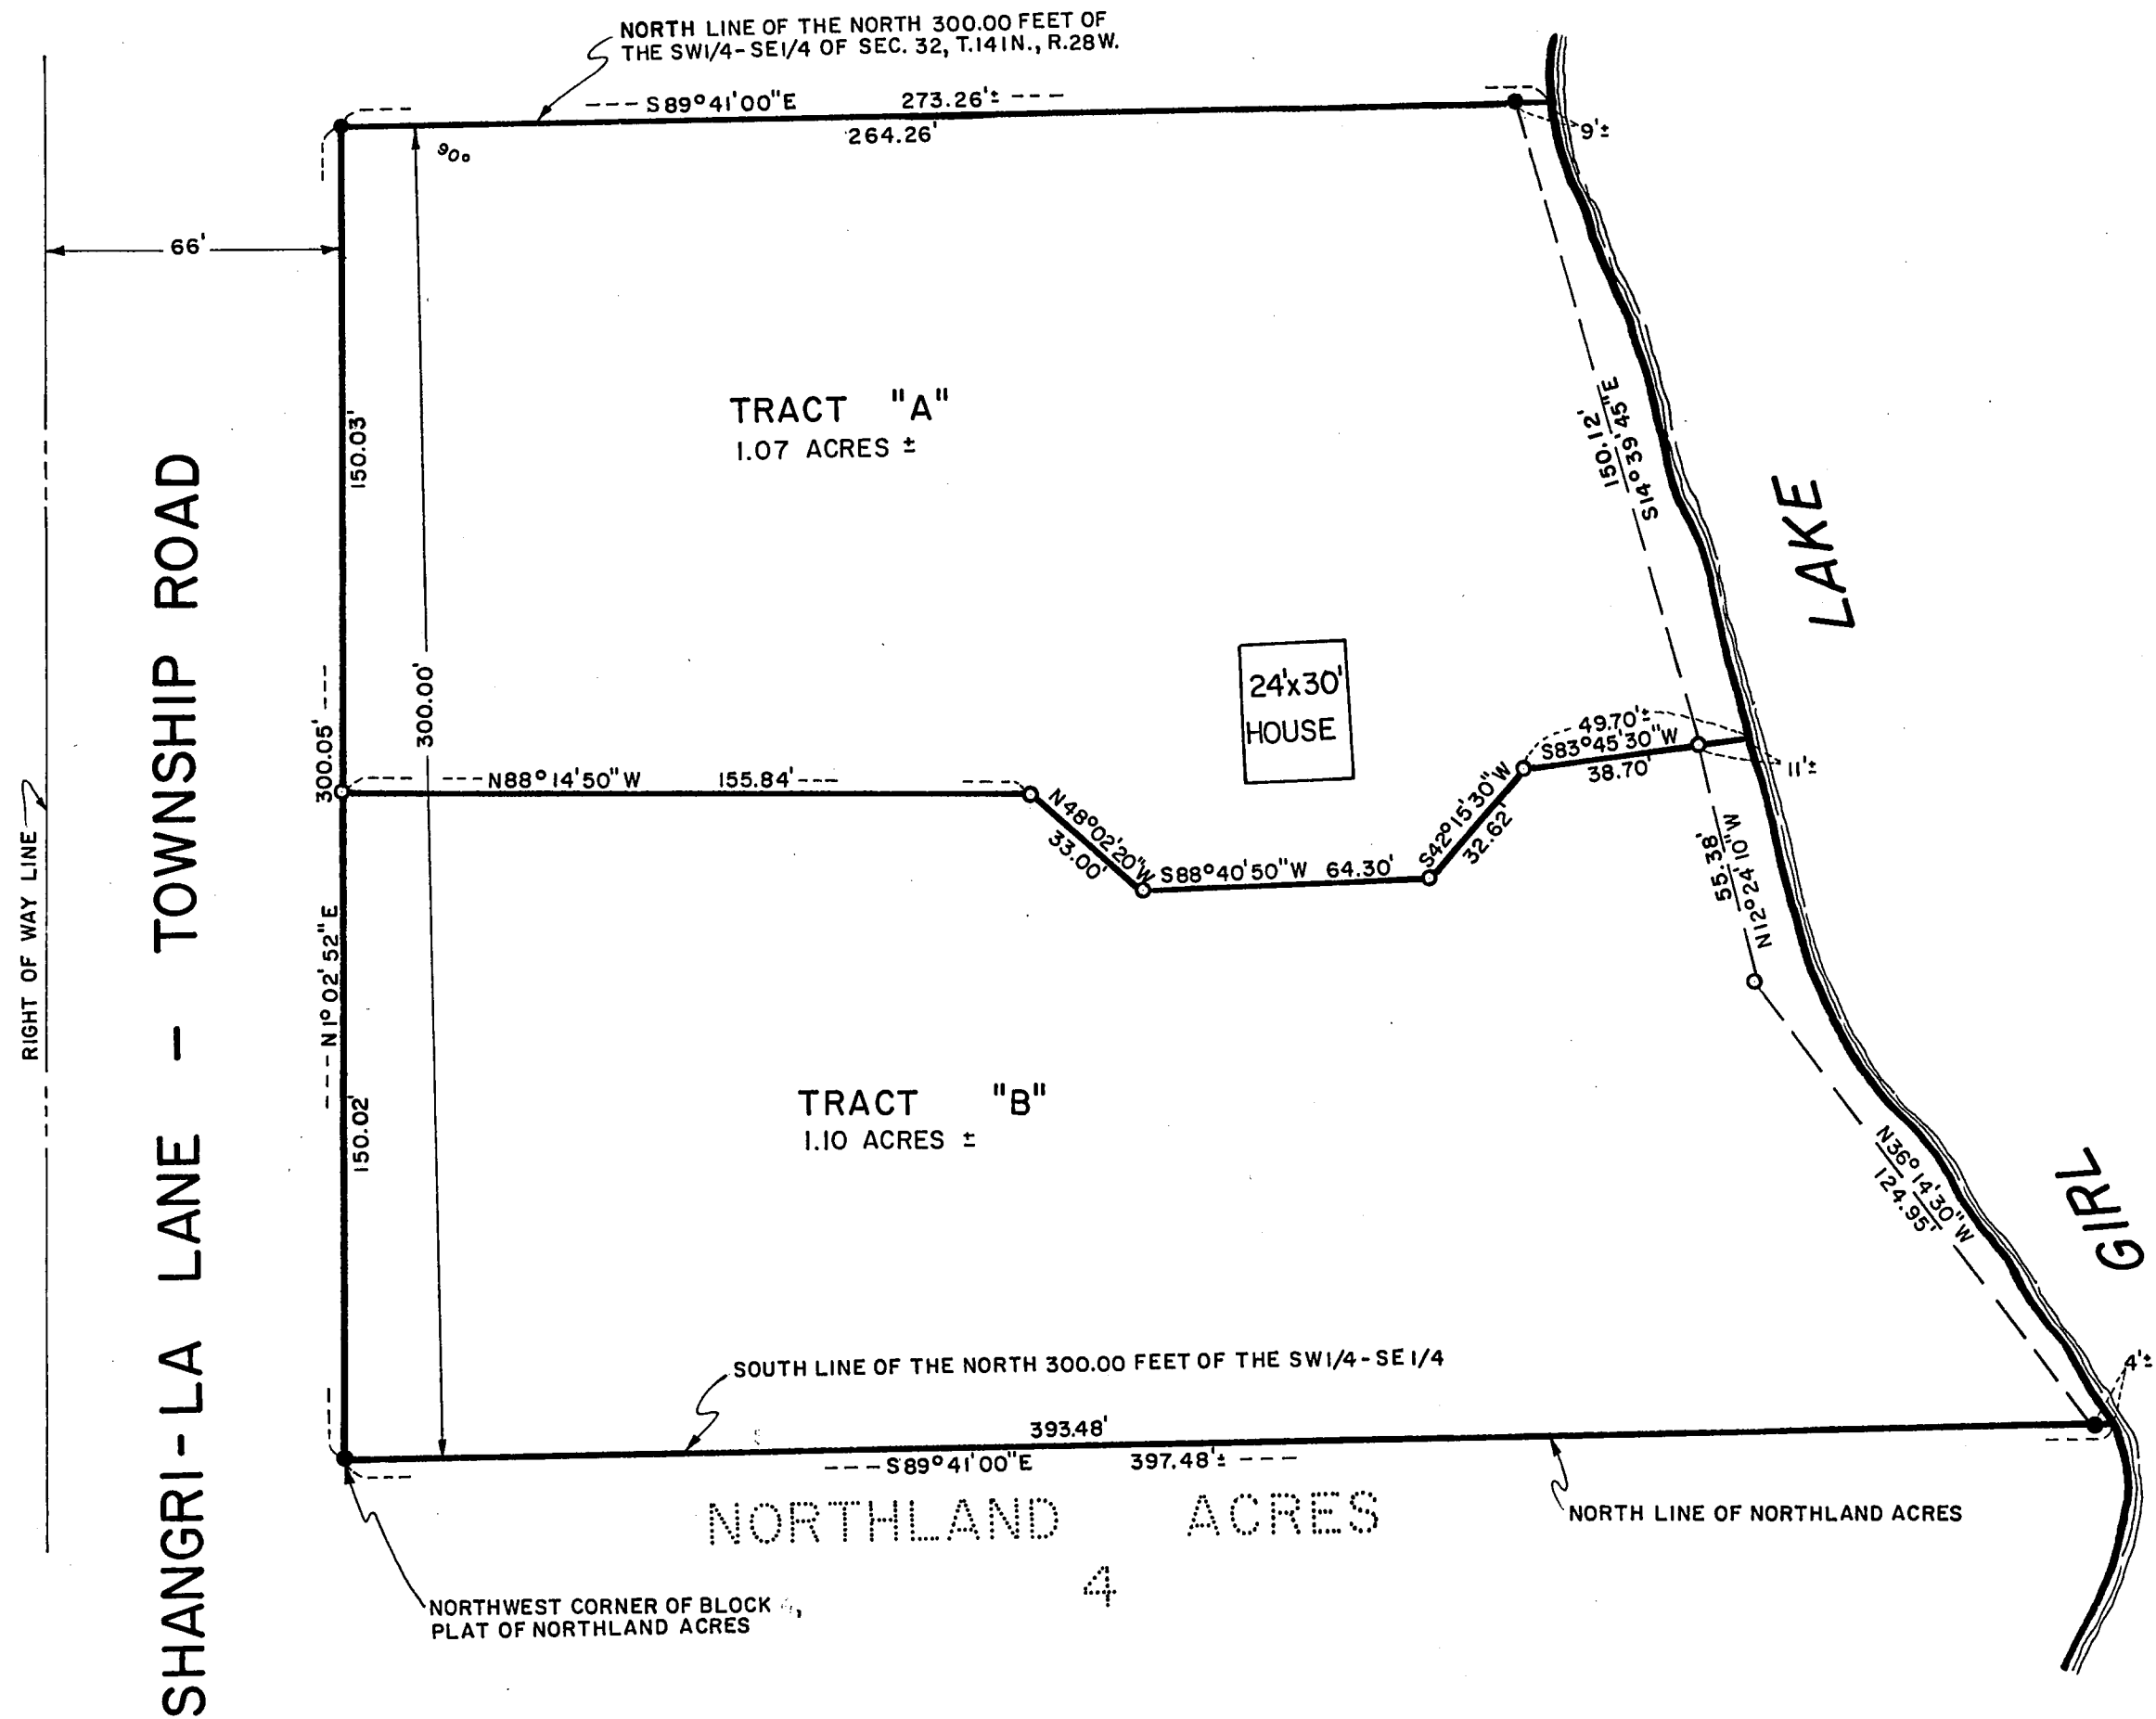 NORTH LINE OF THE NORTH 300.00 FEET OF
THE SW1/4-SE1/4 OF SEC. 32, T.141N., R.28W.
S89°41'00"E 273.26'±
264.26'
9'±
90°
66'
150.03'
TRACT "A"
1.07 ACRES ±
150.12'
S14°39'45"E
LAKE
24'x30'
HOUSE
300.00'
300.05'
N1°02'52"E
N88°14'50"W 155.84'
N48°02'20"W
33.00'
S88°40'50"W 64.30'
S42°15'30"W
32.62'
49.70'±
S83°45'30"W
38.70'
11'±
55.38'
N12°24'10"W
RIGHT OF WAY LINE
SHANGRI-LA LANE - TOWNSHIP ROAD
150.02'
TRACT "B"
1.10 ACRES ±
N36°14'30"W
124.95'
GIRL
4'±
SOUTH LINE OF THE NORTH 300.00 FEET OF THE SW1/4-SE1/4
393.48'
S89°41'00"E 397.48'±
NORTHLAND ACRES
4
NORTH LINE OF NORTHLAND ACRES
NORTHWEST CORNER OF BLOCK ,
PLAT OF NORTHLAND ACRES